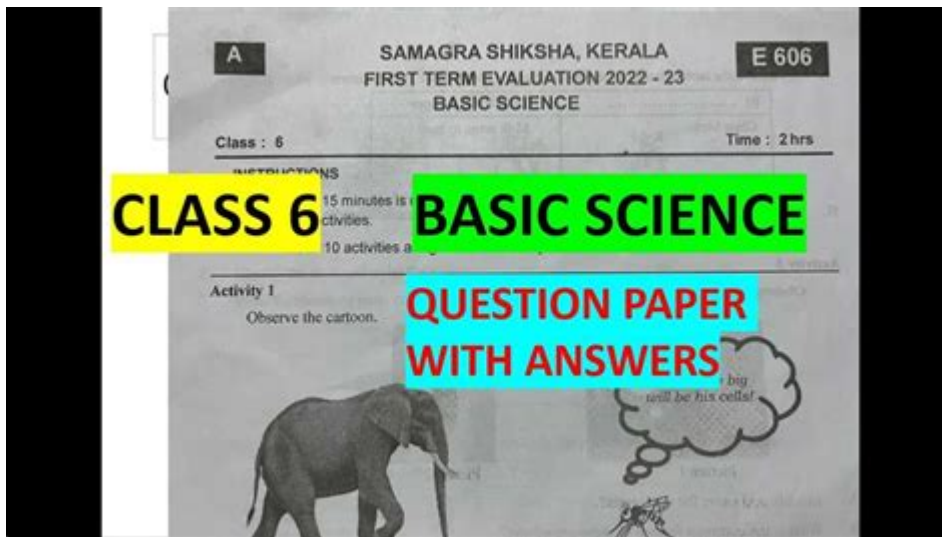 A
SAMAGRA SHIKSHA, KERALA
E 606
FIRST TERM EVALUATION 2022 - 23
BASIC SCIENCE
Class : 6
Time : 2 hrs
INSTRUCTIONS
15 minutes is
CLASS 6
BASIC SCIENCE
activities.
10 activities
Activity 1
Observe the cartoon.
QUESTION PAPER
WITH ANSWERS
big
will be his cells!